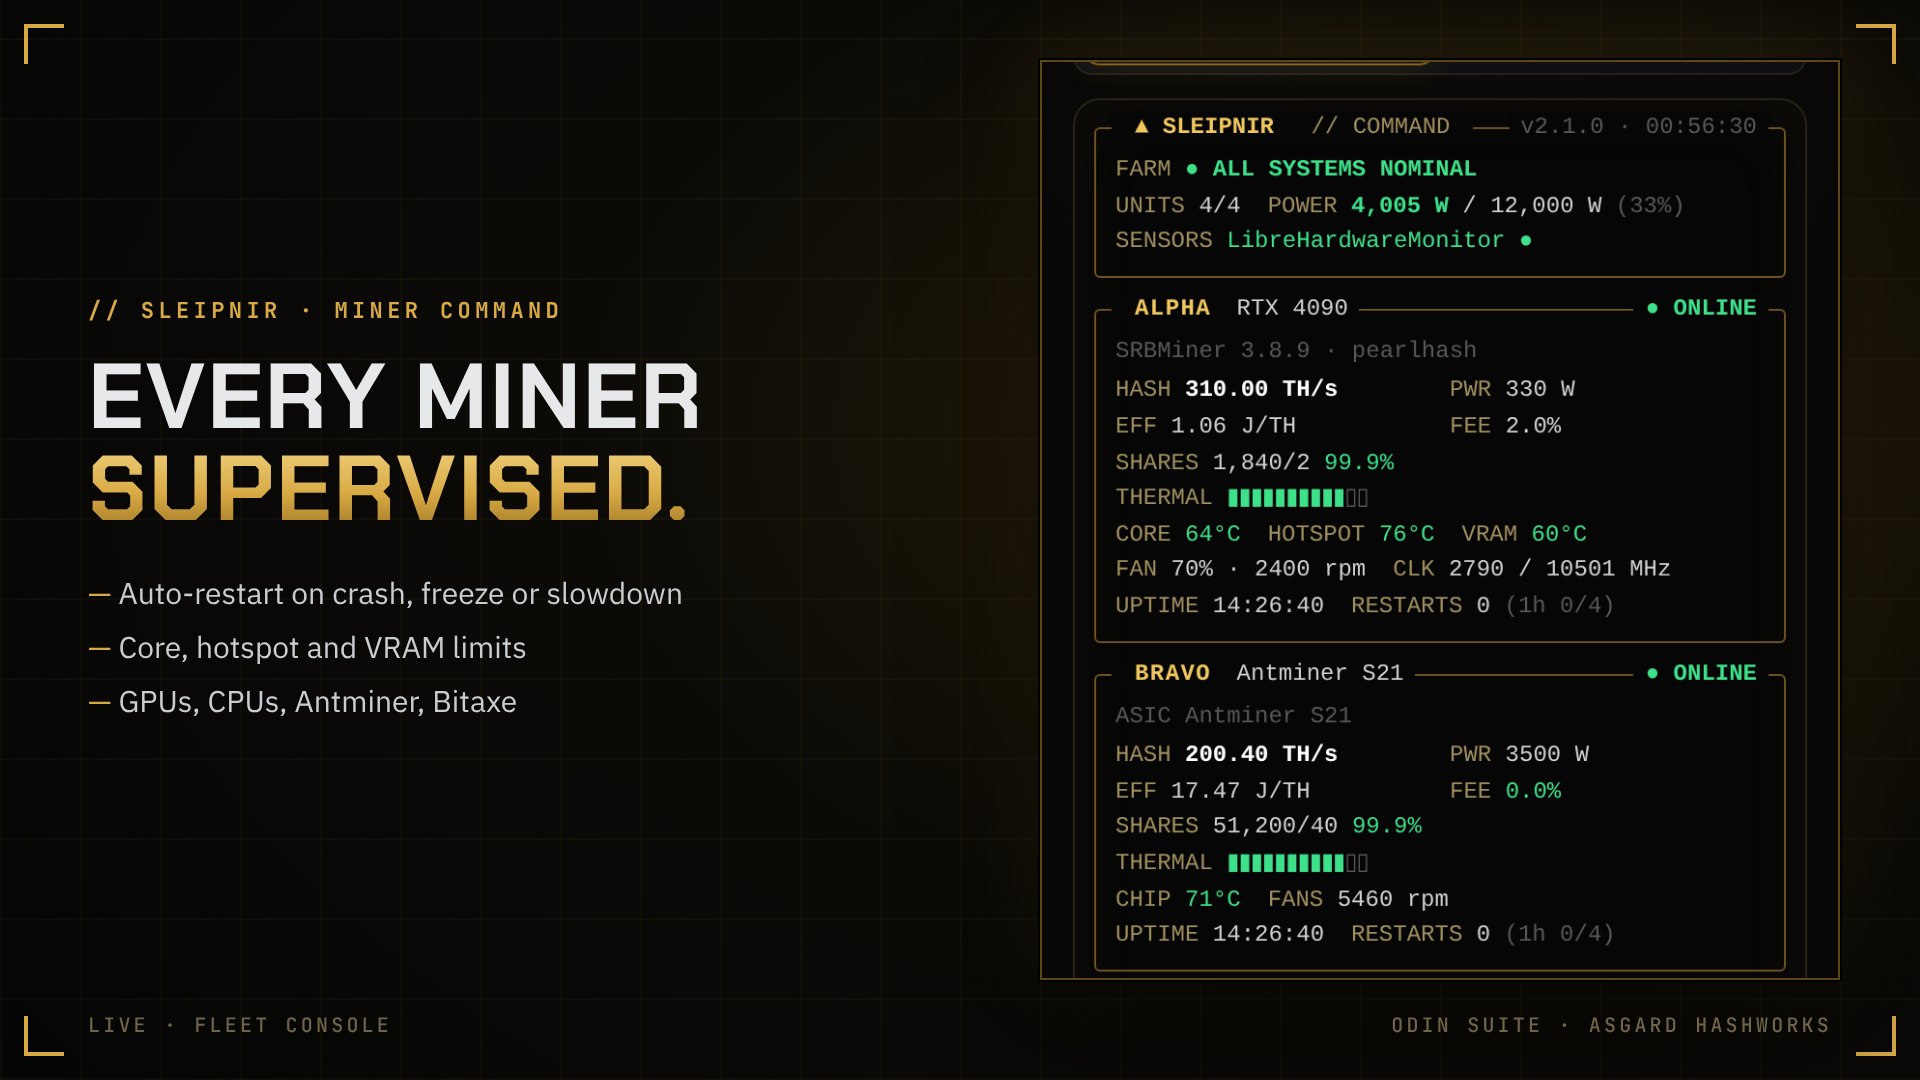 // SLEIPNIR · MINER COMMAND
EVERY MINER
SUPERVISED.
— Auto-restart on crash, freeze or slowdown
— Core, hotspot and VRAM limits
— GPUs, CPUs, Antminer, Bitaxe
▲ SLEIPNIR // COMMAND v2.1.0 · 00:56:30
FARM ● ALL SYSTEMS NOMINAL
UNITS 4/4 POWER 4,005 W / 12,000 W (33%)
SENSORS LibreHardwareMonitor ●
ALPHA RTX 4090 ● ONLINE
SRBMiner 3.8.9 · pearlhash
HASH 310.00 TH/s PWR 330 W
EFF 1.06 J/TH FEE 2.0%
SHARES 1,840/2 99.9%
THERMAL
CORE 64°C HOTSPOT 76°C VRAM 60°C
FAN 70% · 2400 rpm CLK 2790 / 10501 MHz
UPTIME 14:26:40 RESTARTS 0 (1h 0/4)
BRAVO Antminer S21 ● ONLINE
ASIC Antminer S21
HASH 200.40 TH/s PWR 3500 W
EFF 17.47 J/TH FEE 0.0%
SHARES 51,200/40 99.9%
THERMAL
CHIP 71°C FANS 5460 rpm
UPTIME 14:26:40 RESTARTS 0 (1h 0/4)
LIVE · FLEET CONSOLE
ODIN SUITE · ASGARD HASHWORKS